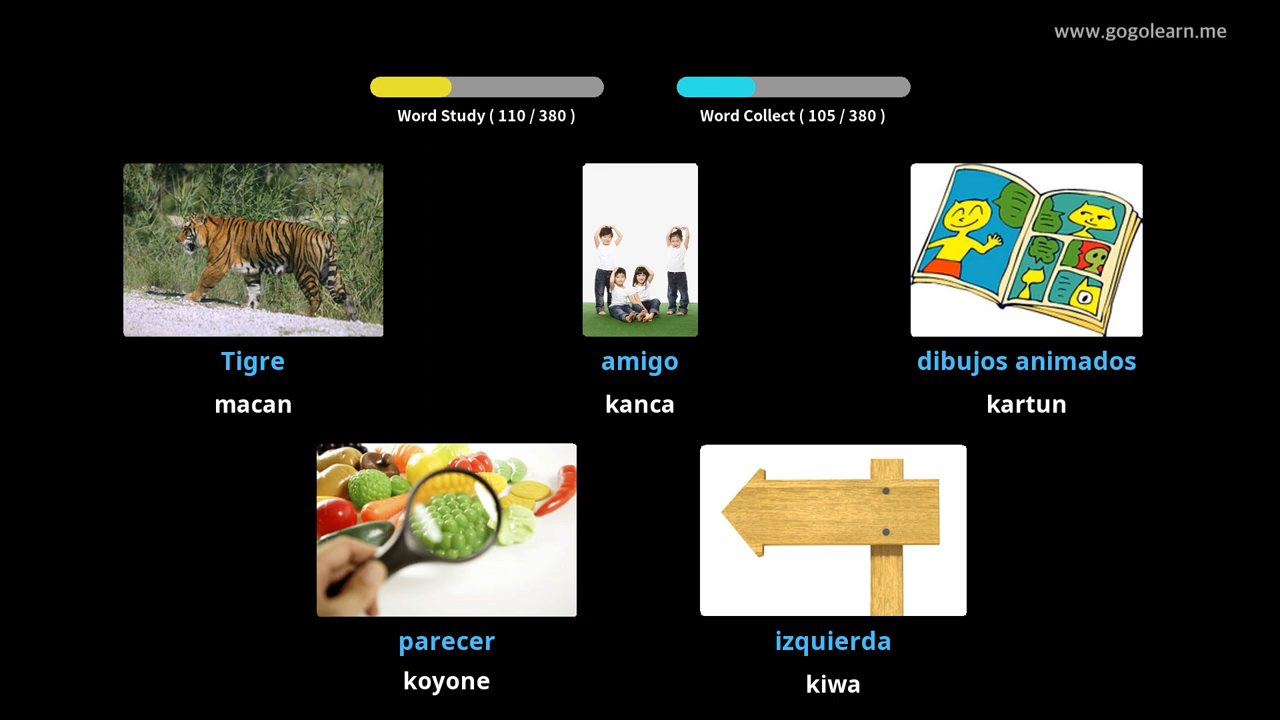 www.gogolearn.me
Word Study ( 110 / 380 )
Word Collect ( 105 / 380 )
Tigre
macan
amigo
kanca
dibujos animados
kartun
parecer
koyone
izquierda
kiwa